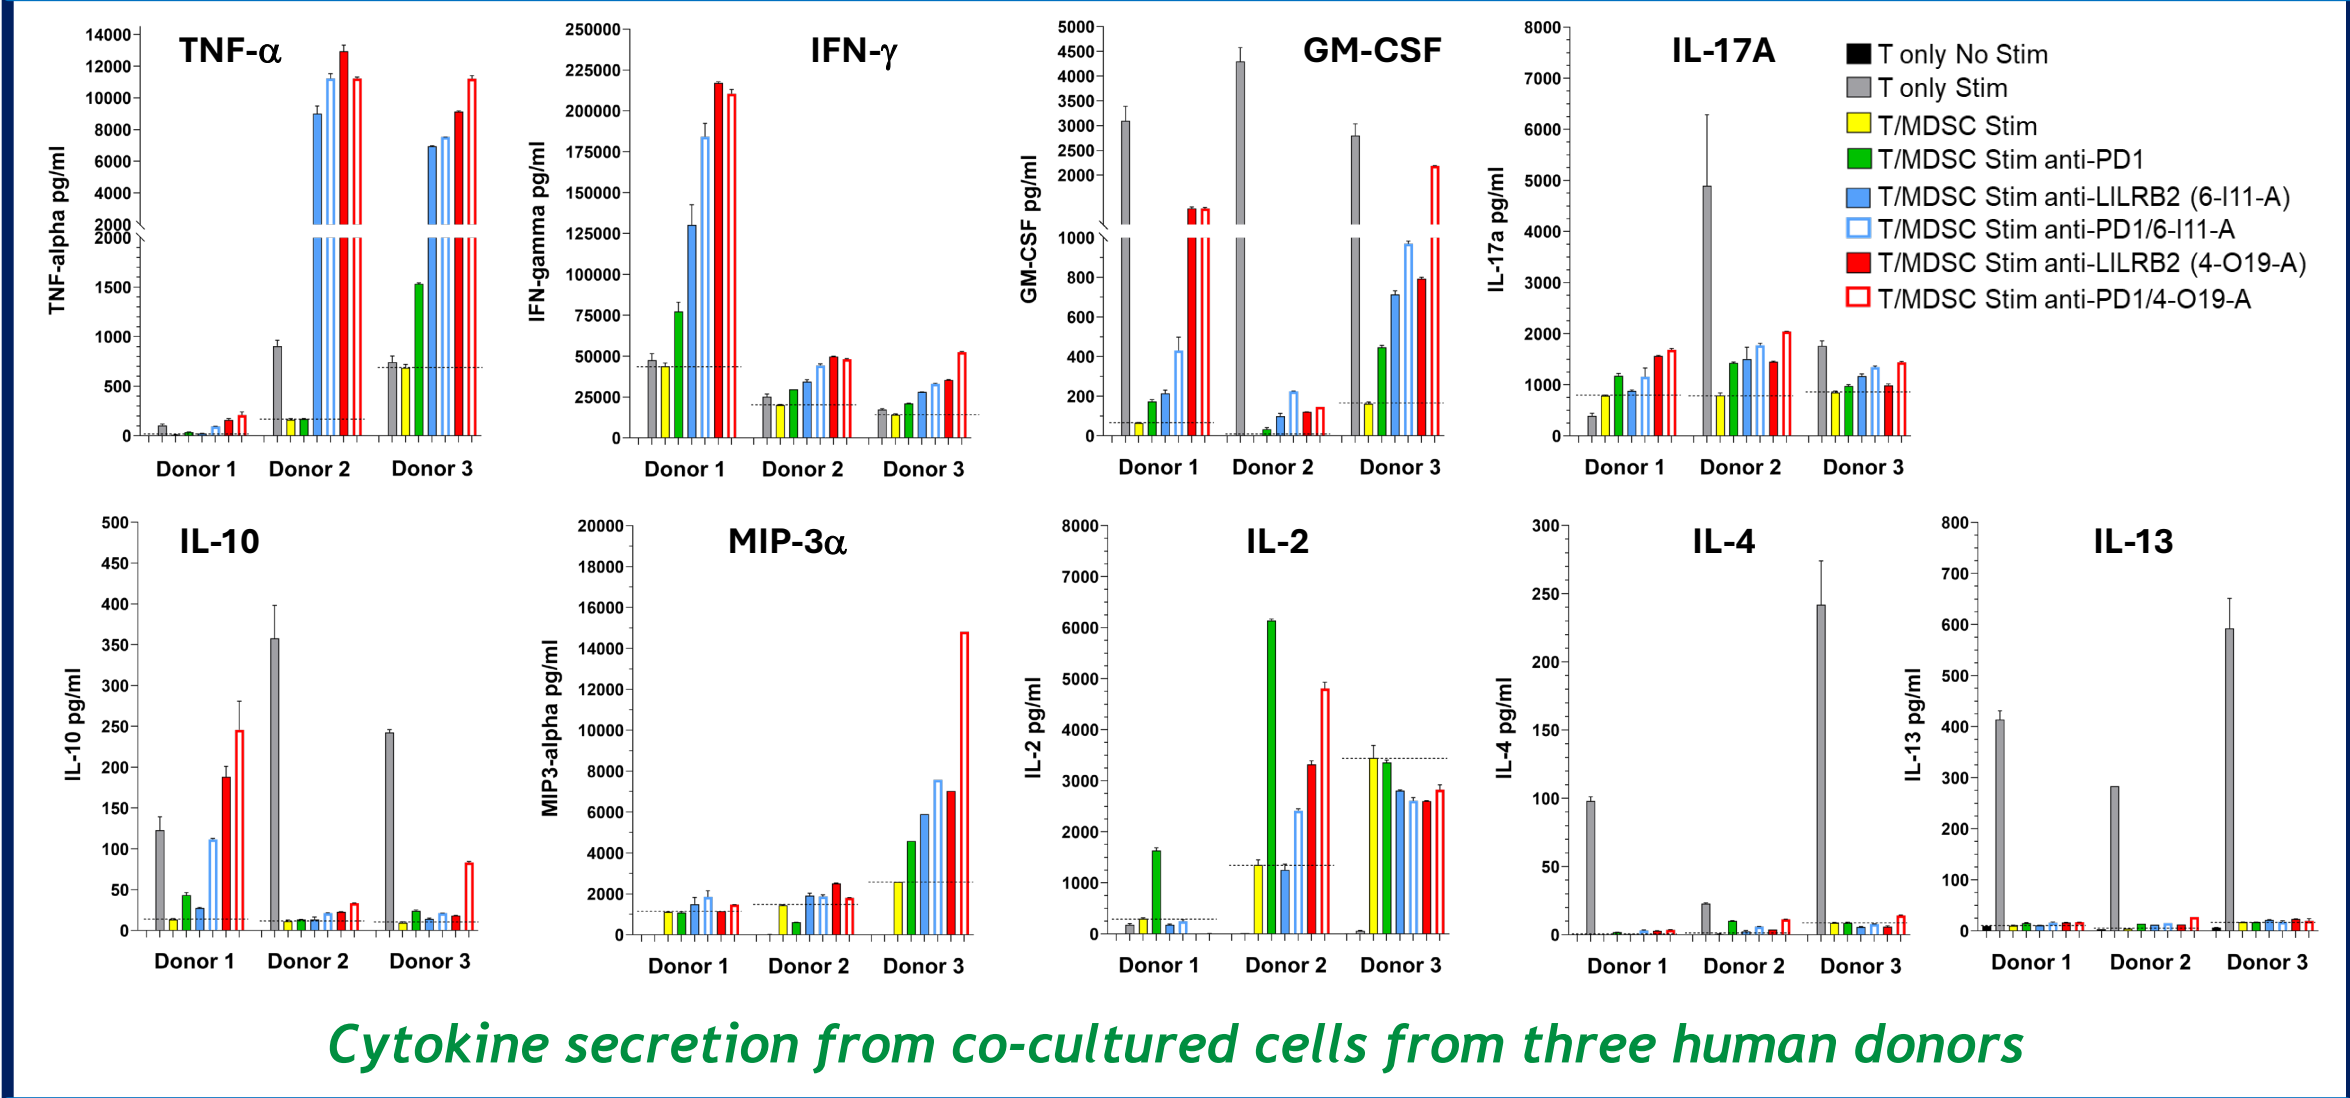 TNF-α
TNF-alpha pg/ml
14000
12000
10000
8000
6000
4000
2000
2000
1500
1000
500
0
Donor 1
Donor 2
Donor 3
IFN-γ
IFN-gamma pg/ml
250000
225000
200000
175000
150000
125000
100000
75000
50000
25000
0
Donor 1
Donor 2
Donor 3
GM-CSF
GM-CSF pg/ml
5000
4500
4000
3500
3000
2500
2000
1000
800
600
400
200
0
Donor 1
Donor 2
Donor 3
IL-17A
IL-17a pg/ml
8000
7000
6000
5000
4000
3000
2000
1000
0
Donor 1
Donor 2
Donor 3
T only No Stim
T only Stim
T/MDSC Stim
T/MDSC Stim anti-PD1
T/MDSC Stim anti-LILRB2 (6-I11-A)
T/MDSC Stim anti-PD1/6-I11-A
T/MDSC Stim anti-LILRB2 (4-O19-A)
T/MDSC Stim anti-PD1/4-O19-A
IL-10
IL-10 pg/ml
500
450
400
350
300
250
200
150
100
50
0
Donor 1
Donor 2
Donor 3
MIP-3α
MIP3-alpha pg/ml
20000
18000
16000
14000
12000
10000
8000
6000
4000
2000
0
Donor 1
Donor 2
Donor 3
IL-2
IL-2 pg/ml
8000
7000
6000
5000
4000
3000
2000
1000
0
Donor 1
Donor 2
Donor 3
IL-4
IL-4 pg/ml
300
250
200
150
100
50
0
Donor 1
Donor 2
Donor 3
IL-13
IL-13 pg/ml
800
700
600
500
400
300
200
100
0
Donor 1
Donor 2
Donor 3
Cytokine secretion from co-cultured cells from three human donors